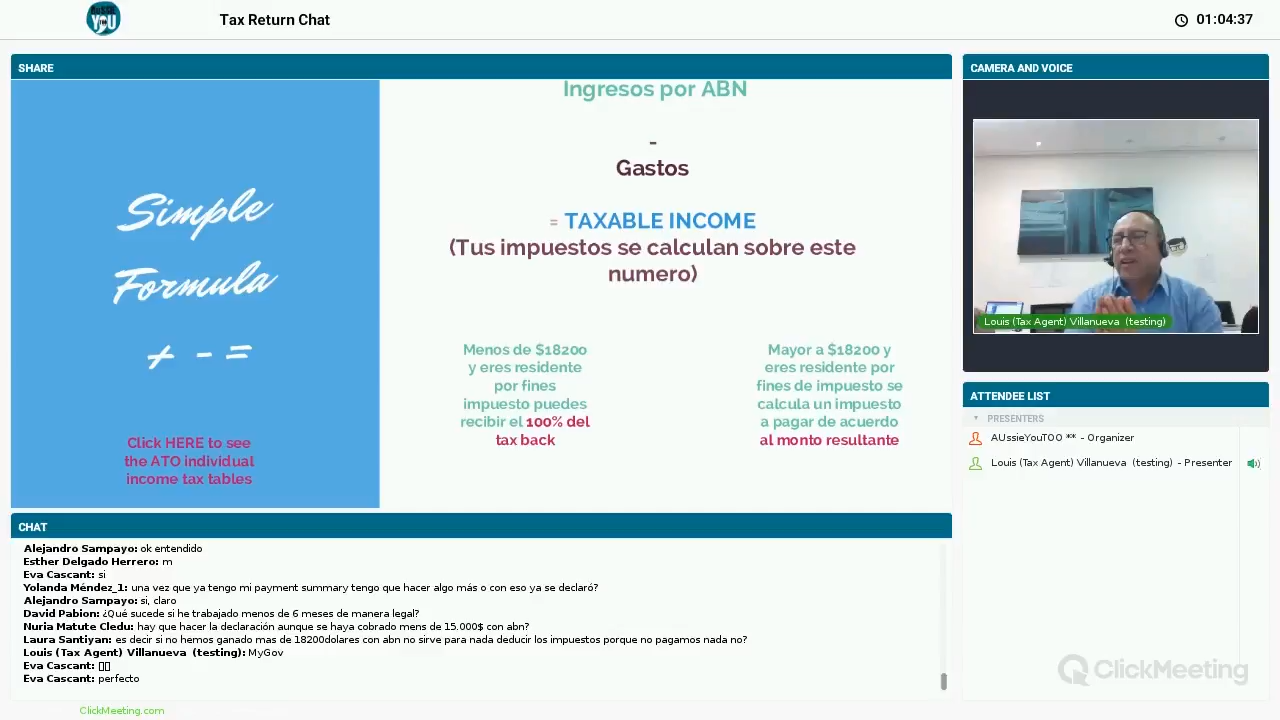 YOU
Tax Return Chat
01:04:37
SHARE
Simple
Formula
+ - =
Click HERE to see
the ATO individual
income tax tables
Ingresos por ABN
-
Gastos
= TAXABLE INCOME
(Tus impuestos se calculan sobre este
numero)
Menos de $18200
y eres residente
por fines
impuesto puedes
recibir el 100% del
tax back
Mayor a $18200 y
eres residente por
fines de impuesto se
calcula un impuesto
a pagar de acuerdo
al monto resultante
CAMERA AND VOICE
Louis (Tax Agent) Villanueva (testing)
ATTENDEE LIST
PRESENTERS
AUssieYouTOO ** - Organizer
Louis (Tax Agent) Villanueva (testing) - Presenter
CHAT
Alejandro Sampayo: ok entendido
Esther Delgado Herrero: m
Eva Cascant: si
Yolanda Méndez_1: una vez que ya tengo mi payment summary tengo que hacer algo más o con eso ya se declaró?
Alejandro Sampayo: si, claro
David Pabion: ¿Qué sucede si he trabajado menos de 6 meses de manera legal?
Nuria Matute Cledu: hay que hacer la declaración aunque se haya cobrado mens de 15.000$ con abn?
Laura Santiyan: es decir si no hemos ganado mas de 18200dolares con abn no sirve para nada deducir los impuestos porque no pagamos nada no?
Louis (Tax Agent) Villanueva (testing): MyGov
Eva Cascant:
Eva Cascant: perfecto
ClickMeeting
ClickMeeting.com